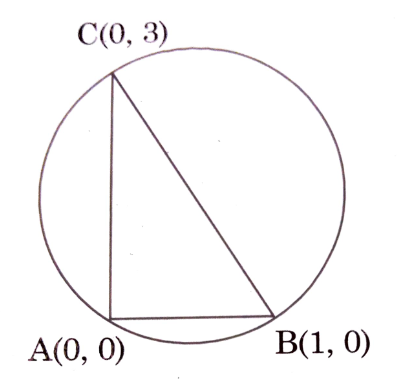 C(0, 3)
A(0, 0)
B(1, 0)